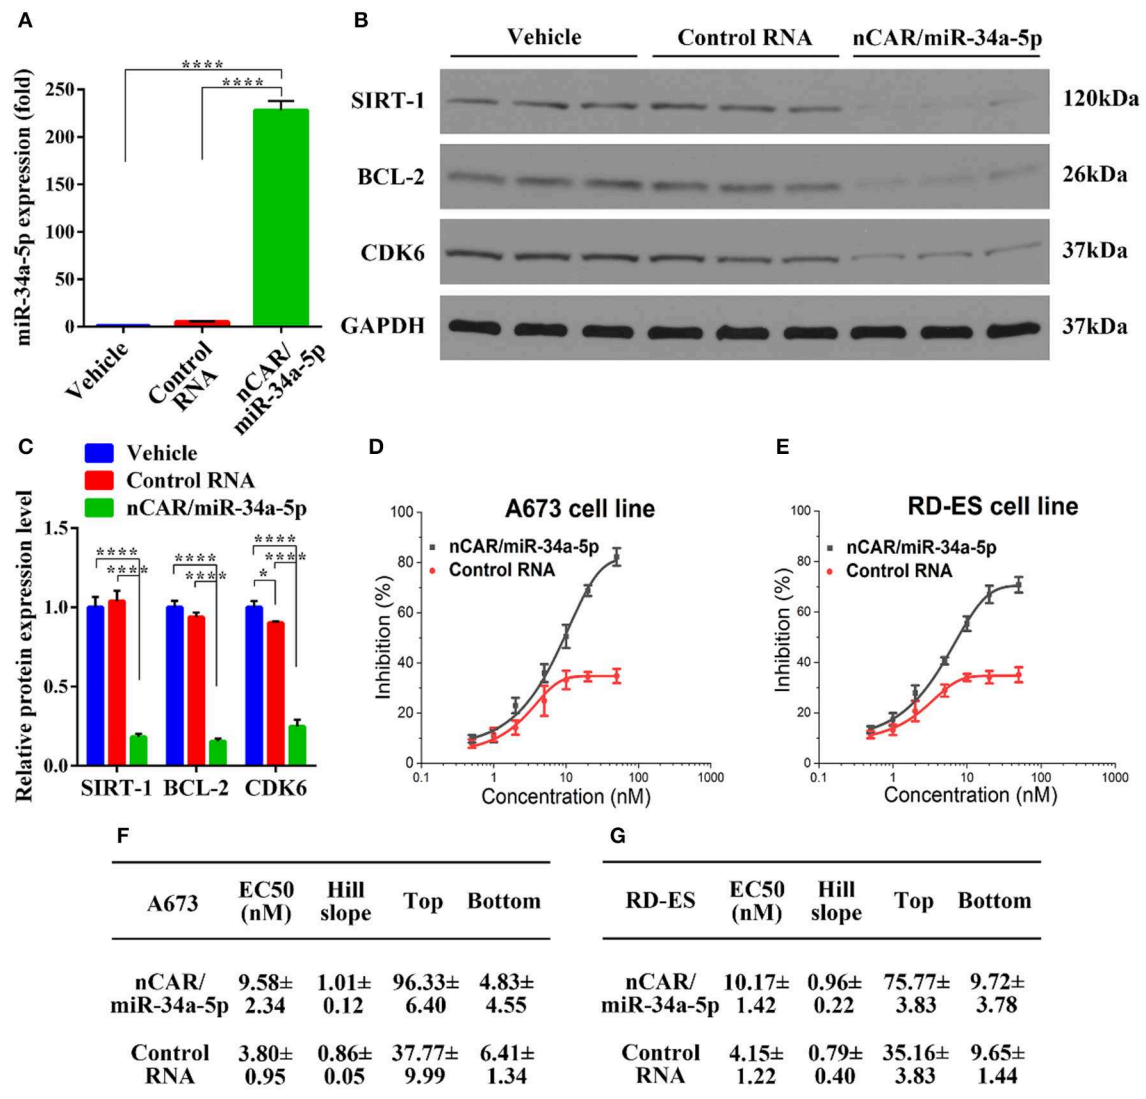 A
miR-34a-5p expression (fold)
250
200
150
100
50
0
****
****
Vehicle
Control
RNA
nCAR/
miR-34a-5p
B
Vehicle Control RNA nCAR/miR-34a-5p
SIRT-1 120kDa
BCL-2 26kDa
CDK6 37kDa
GAPDH 37kDa
C
Vehicle
Control RNA
nCAR/miR-34a-5p
Relative protein expression level
1.5
1.0
0.5
0.0
****
****
****
****
****
****
*
SIRT-1 BCL-2 CDK6
D
A673 cell line
nCAR/miR-34a-5p
Control RNA
Inhibition (%)
100
80
60
40
20
0
0.1 1 10 100 1000
Concentration (nM)
E
RD-ES cell line
nCAR/miR-34a-5p
Control RNA
Inhibition (%)
100
80
60
40
20
0
0.1 1 10 100 1000
Concentration (nM)
F
A673 EC50 (nM) Hill slope Top Bottom
nCAR/ 9.58± 1.01± 96.33± 4.83±
miR-34a-5p 2.34 0.12 6.40 4.55
Control 3.80± 0.86± 37.77± 6.41±
RNA 0.95 0.05 9.99 1.34
G
RD-ES EC50 (nM) Hill slope Top Bottom
nCAR/ 10.17± 0.96± 75.77± 9.72±
miR-34a-5p 1.42 0.22 3.83 3.78
Control 4.15± 0.79± 35.16± 9.65±
RNA 1.22 0.40 3.83 1.44